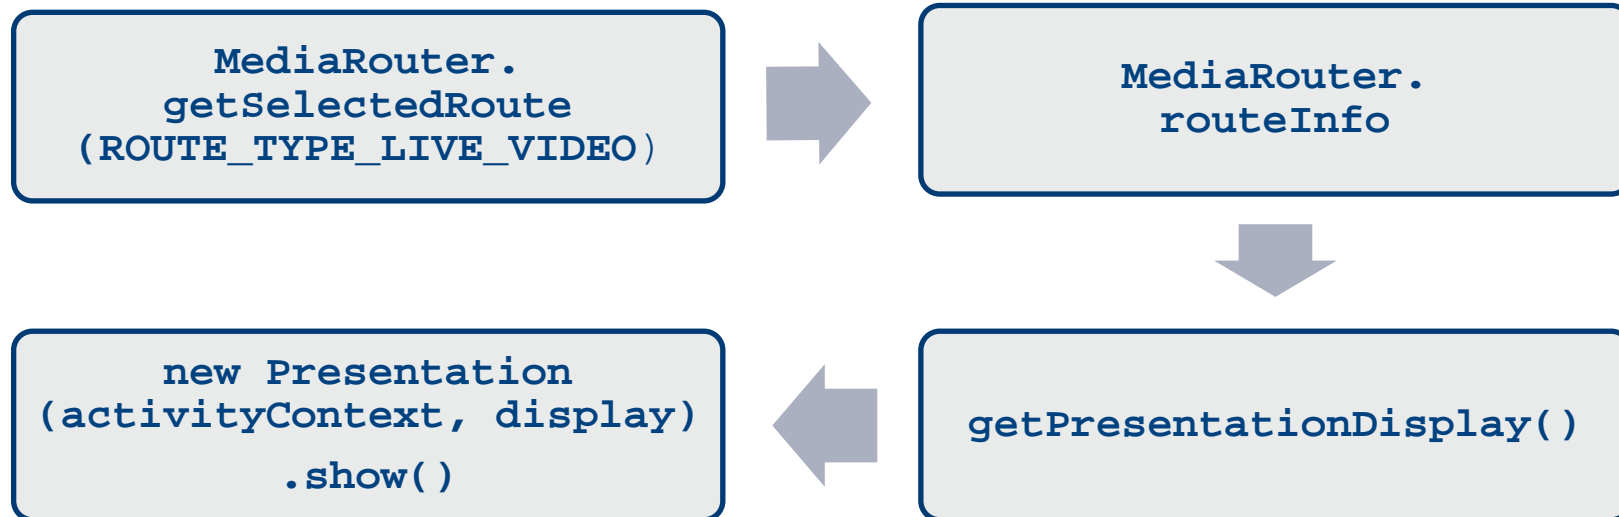 MediaRouter.
getSelectedRoute
(ROUTE_TYPE_LIVE_VIDEO)
MediaRouter.
routeInfo
getPresentationDisplay()
new Presentation
(activityContext, display)
.show()